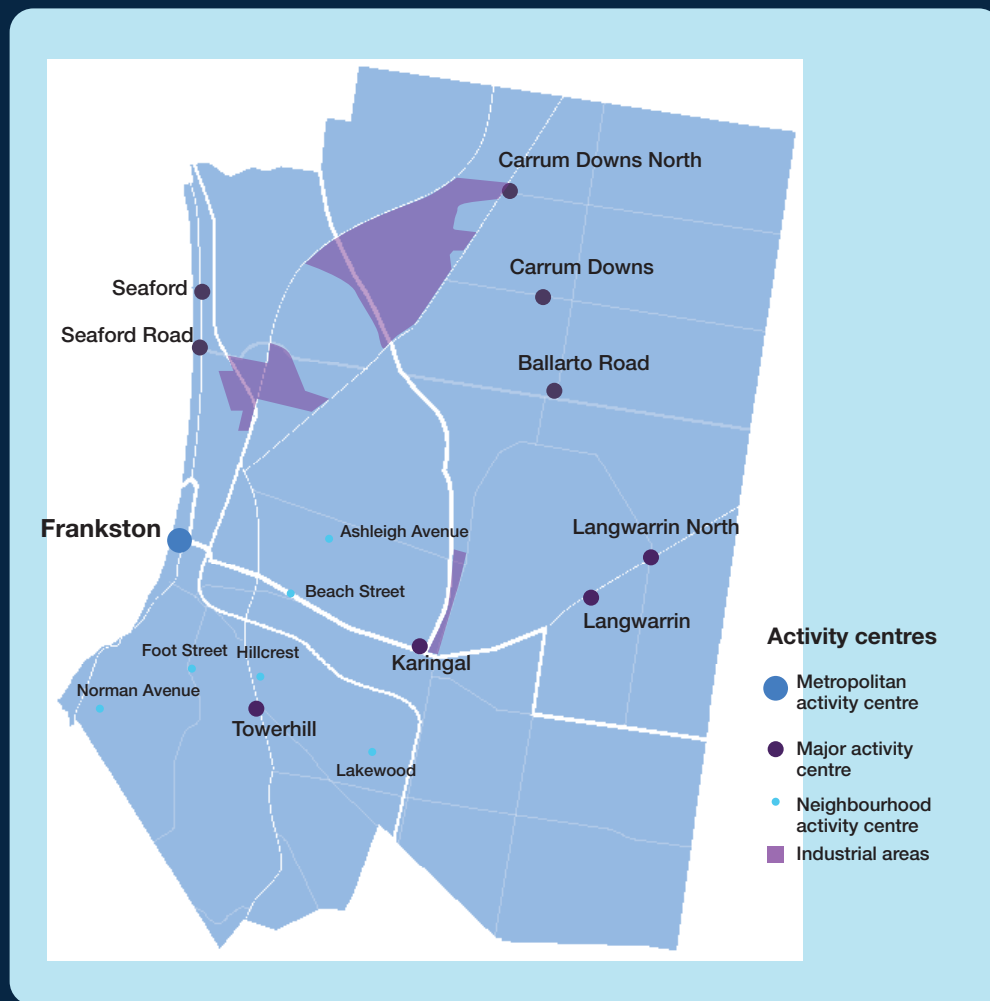 Carrum Downs North
Carrum Downs
Seaford
Seaford Road
Ballarto Road
Frankston
Ashleigh Avenue
Langwarrin North
Beach Street
Langwarrin
Foot Street
Hillcrest
Karingal
Norman Avenue
Towerhill
Lakewood
Activity centres
Metropolitan
activity centre
Major activity
centre
Neighbourhood
activity centre
Industrial areas